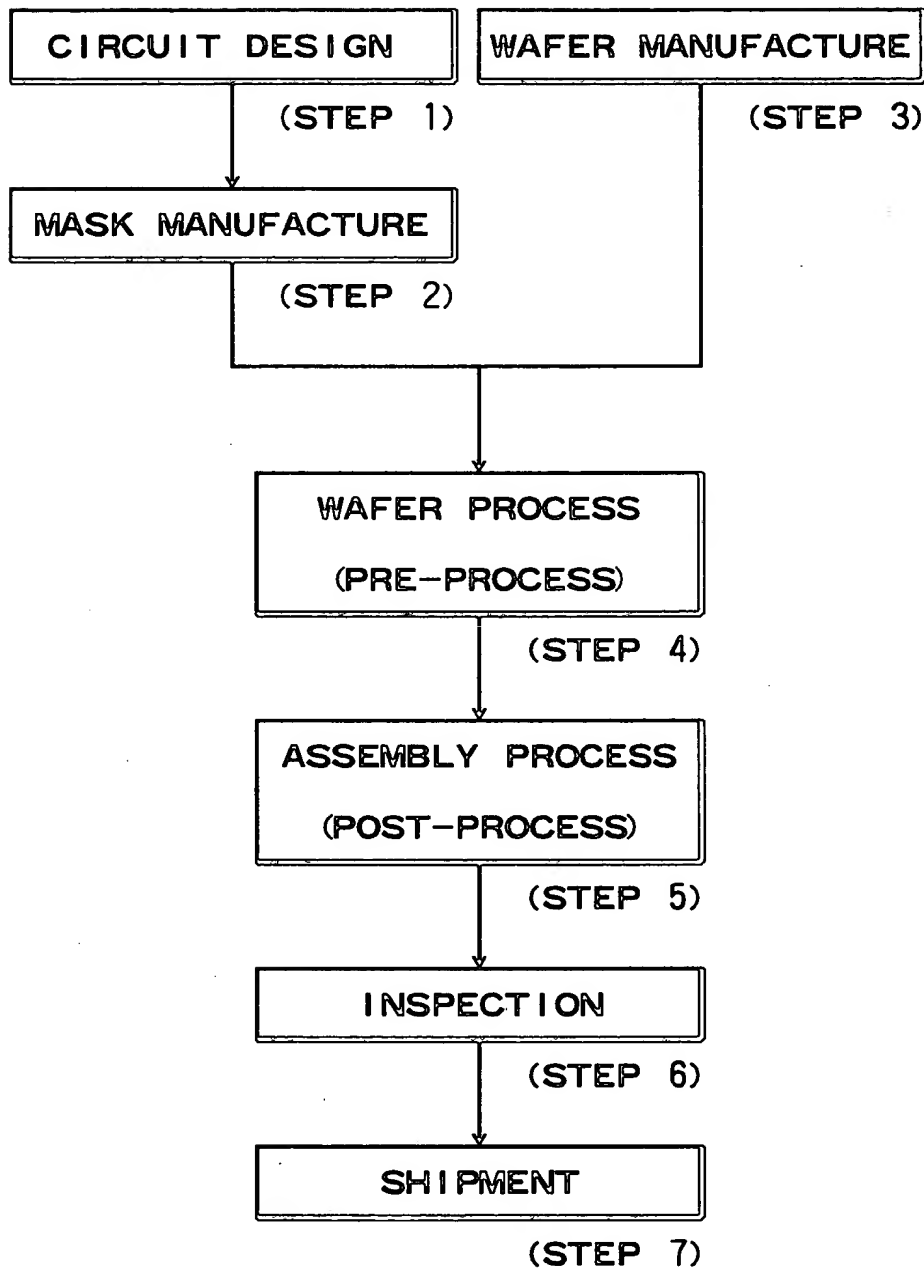 CIRCUIT DESIGN
(STEP 1)
WAFER MANUFACTURE
(STEP 3)
MASK MANUFACTURE
(STEP 2)
WAFER PROCESS
(PRE-PROCESS)
(STEP 4)
ASSEMBLY PROCESS
(POST-PROCESS)
(STEP 5)
INSPECTION
(STEP 6)
SHIPMENT
(STEP 7)